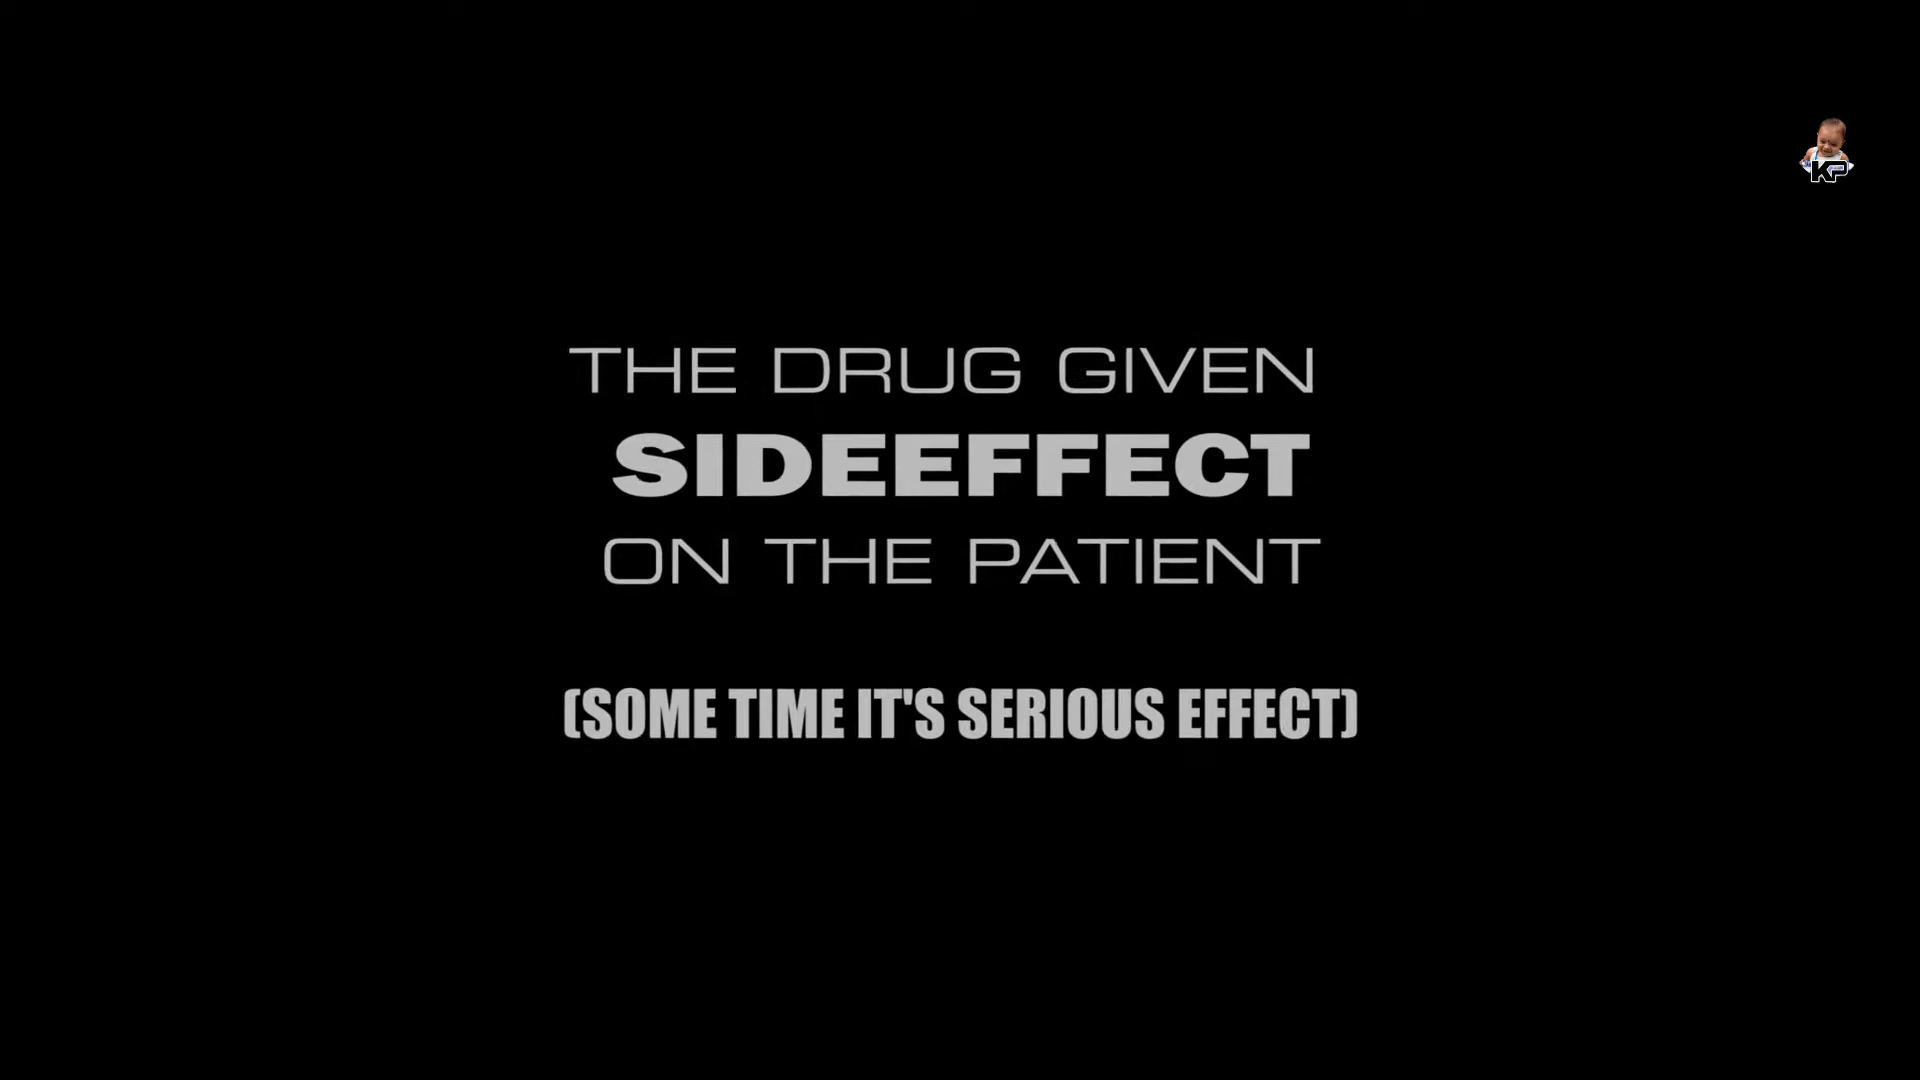 KP
THE DRUG GIVEN
SIDEEFFECT
ON THE PATIENT
(SOME TIME IT'S SERIOUS EFFECT)